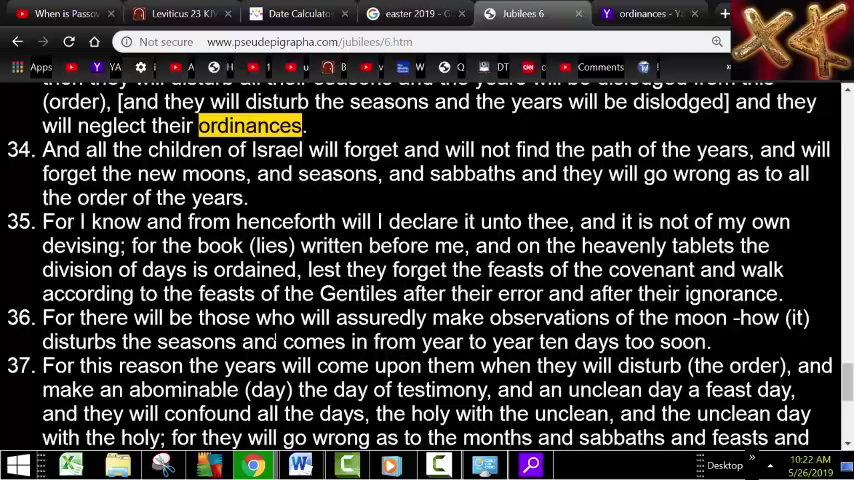 When is Passov
Leviticus 23 KJV
Date Calculato
easter 2019 - G
Jubilees 6
ordinances - Ya
Not secure
www.pseudepigrapha.com/jubilees/6.htm
Apps
YA
i
A
H
1
u
B
v
W
Q
DT
c
Comments
!
(order), [and they will disturb the seasons and the years will be dislodged] and they
will neglect their ordinances.
34. And all the children of Israel will forget and will not find the path of the years, and will
forget the new moons, and seasons, and sabbaths and they will go wrong as to all
the order of the years.
35. For I know and from henceforth will I declare it unto thee, and it is not of my own
devising; for the book (lies) written before me, and on the heavenly tablets the
division of days is ordained, lest they forget the feasts of the covenant and walk
according to the feasts of the Gentiles after their error and after their ignorance.
36. For there will be those who will assuredly make observations of the moon -how (it)
disturbs the seasons and comes in from year to year ten days too soon.
37. For this reason the years will come upon them when they will disturb (the order), and
make an abominable (day) the day of testimony, and an unclean day a feast day,
and they will confound all the days, the holy with the unclean, and the unclean day
with the holy; for they will go wrong as to the months and sabbaths and feasts and
Desktop
10:22 AM
5/26/2019